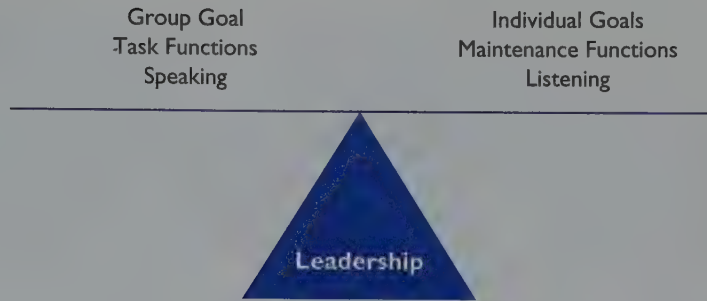 Group Goal
Task Functions
Speaking
Individual Goals
Maintenance Functions
Listening
Leadership